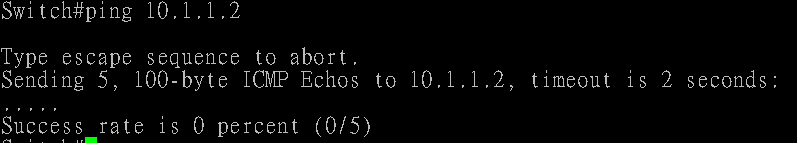 Switch#ping 10.1.1.2
Type escape sequence to abort.
Sending 5, 100-byte ICMP Echos to 10.1.1.2, timeout is 2 seconds:
.....
Success rate is 0 percent (0/5)
Switch#